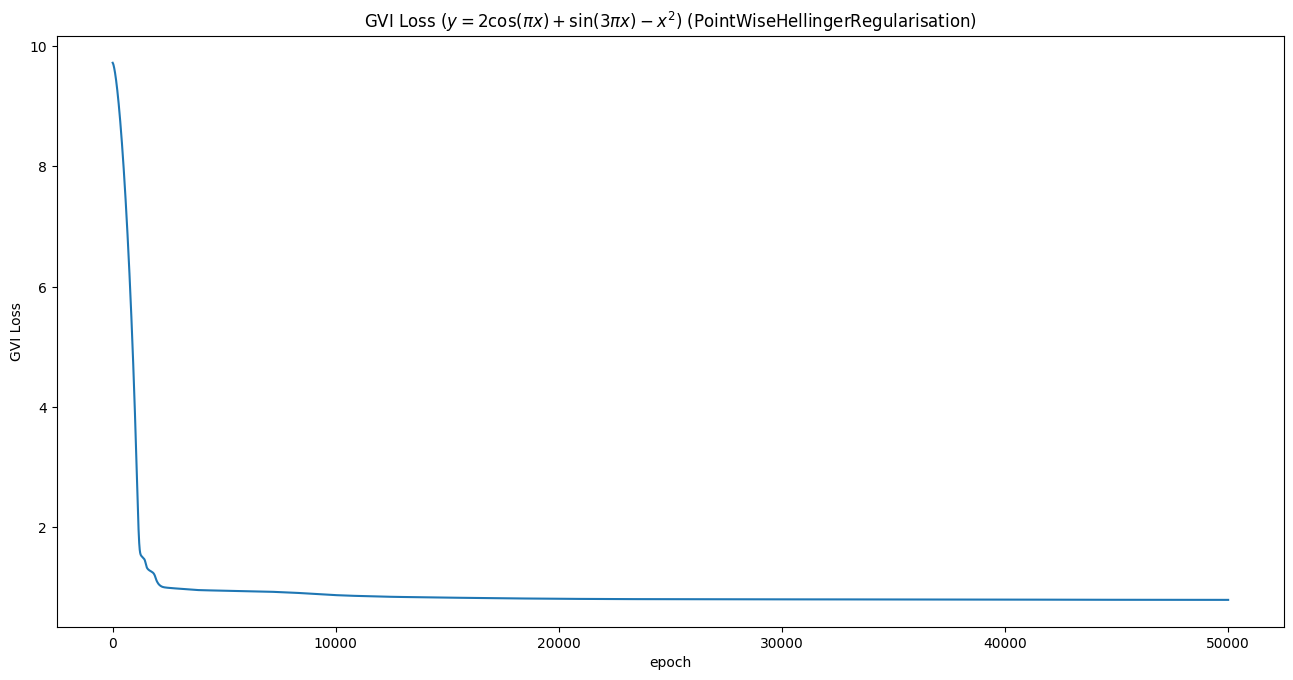 GVI Loss (y = 2cos(πx) + sin(3πx) − x²) (PointWiseHellingerRegularisation)
10
8
6
4
2
GVI Loss
0 10000 20000 30000 40000 50000
epoch